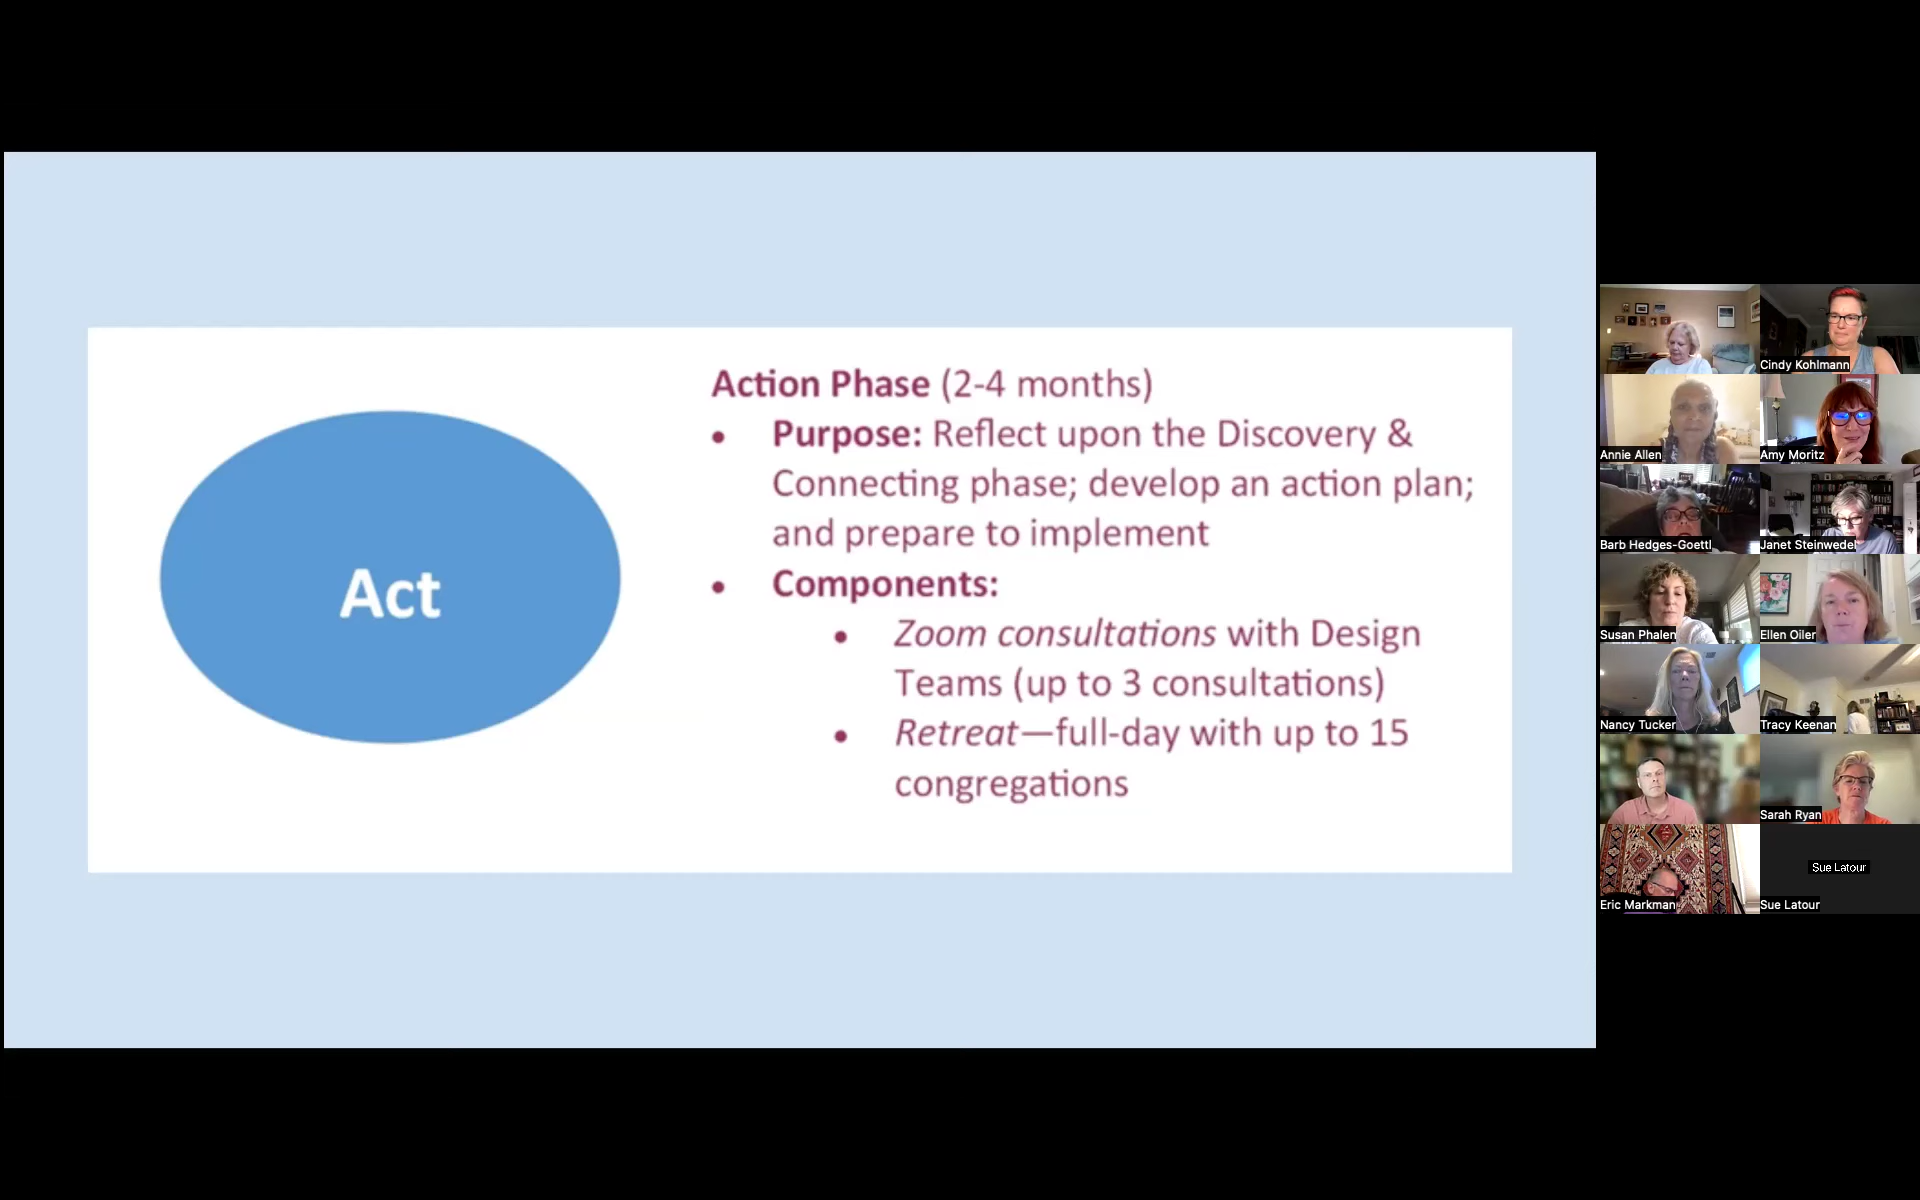 Act
Action Phase (2-4 months)
• Purpose: Reflect upon the Discovery &
Connecting phase; develop an action plan;
and prepare to implement
• Components:
• Zoom consultations with Design
Teams (up to 3 consultations)
• Retreat—full-day with up to 15
congregations
Cindy Kohlmann
Annie Allen
Amy Moritz
Barb Hedges-Goettl
Janet Steinwedel
Susan Phalen
Ellen Oiler
Nancy Tucker
Tracy Keenan
Sarah Ryan
Eric Markman
Sue Latour
Sue Latour